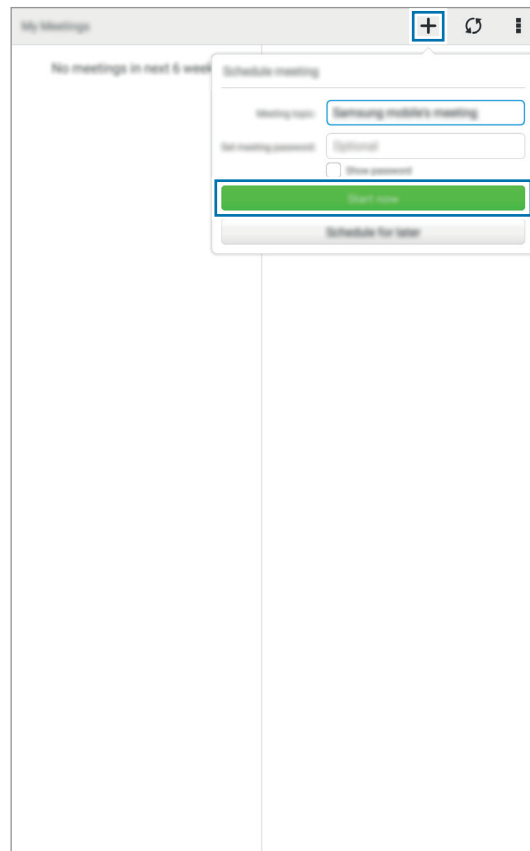 My Meetings
No meetings in next 6 week
Schedule meeting
Meeting topic:
Samsung mobile's meeting
Set meeting password:
Optional
Show password
Start now
Schedule for later